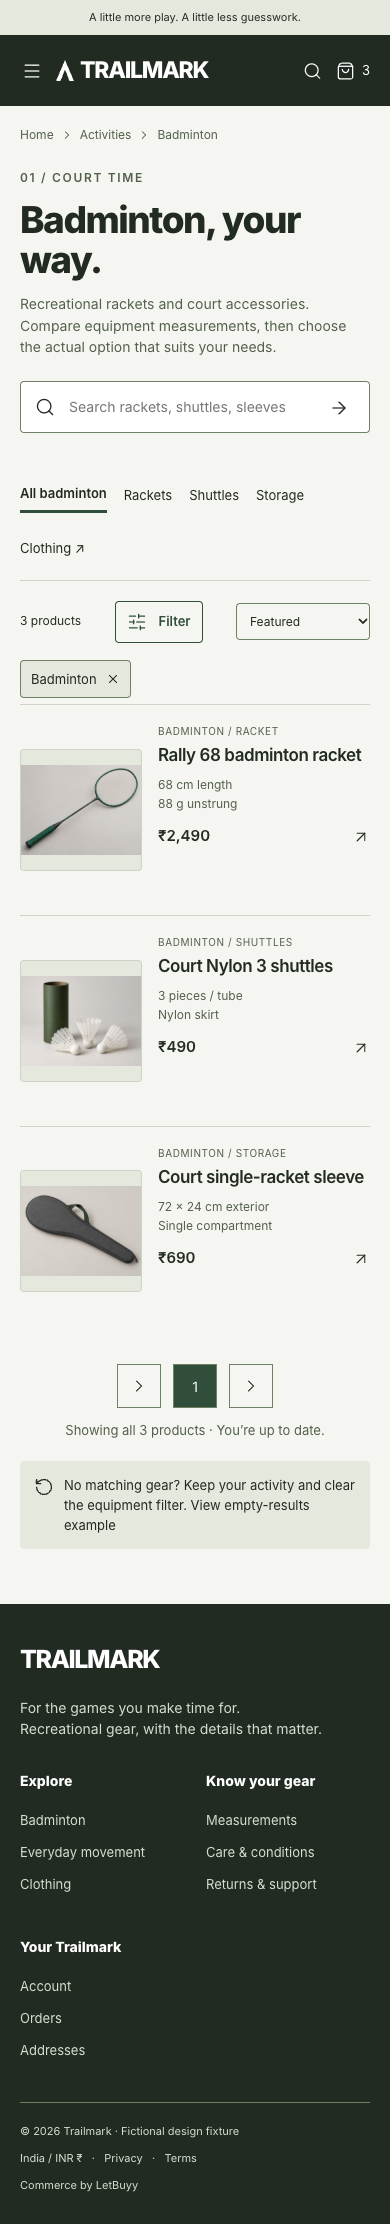 A little more play. A little less guesswork.
TRAILMARK
3
Home
Activities
Badminton
01 / COURT TIME
Badminton, your
way.
Recreational rackets and court accessories.
Compare equipment measurements, then choose
the actual option that suits your needs.
Search rackets, shuttles, sleeves
All badminton
Rackets
Shuttles
Storage
Clothing
3 products
Filter
Featured
Badminton
BADMINTON / RACKET
Rally 68 badminton racket
68 cm length
88 g unstrung
₹2,490
BADMINTON / SHUTTLES
Court Nylon 3 shuttles
3 pieces / tube
Nylon skirt
₹490
BADMINTON / STORAGE
Court single-racket sleeve
72 × 24 cm exterior
Single compartment
₹690
1
Showing all 3 products · You’re up to date.
No matching gear? Keep your activity and clear
the equipment filter. View empty-results
example
TRAILMARK
For the games you make time for.
Recreational gear, with the details that matter.
Explore
Badminton
Everyday movement
Clothing
Know your gear
Measurements
Care & conditions
Returns & support
Your Trailmark
Account
Orders
Addresses
© 2026 Trailmark · Fictional design fixture
India / INR ₹ · Privacy · Terms
Commerce by LetBuyy